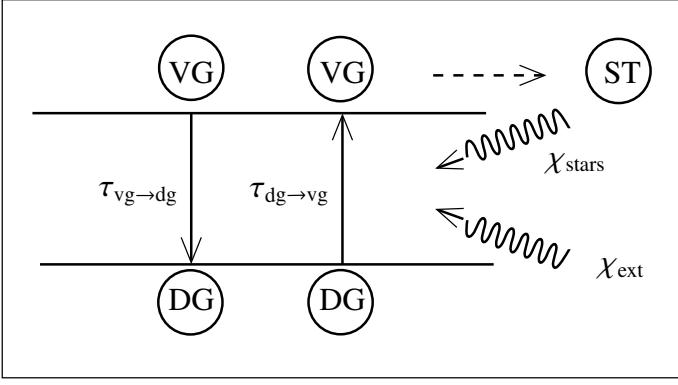 VG VG ST
τvg→dg τdg→vg χstars
χext
DG DG